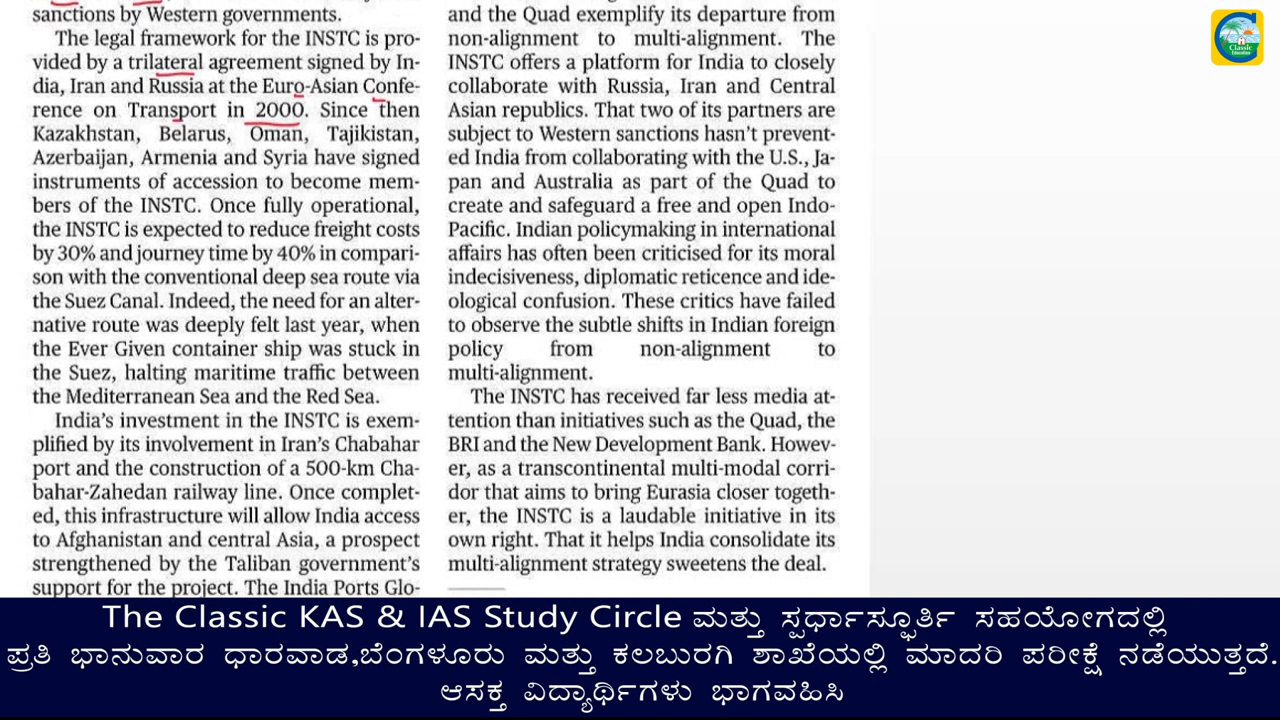 sanctions by Western governments.
The legal framework for the INSTC is pro-
vided by a trilateral agreement signed by In-
dia, Iran and Russia at the Euro-Asian Confe-
rence on Transport in 2000. Since then
Kazakhstan, Belarus, Oman, Tajikistan,
Azerbaijan, Armenia and Syria have signed
instruments of accession to become mem-
bers of the INSTC. Once fully operational,
the INSTC is expected to reduce freight costs
by 30% and journey time by 40% in compari-
son with the conventional deep sea route via
the Suez Canal. Indeed, the need for an alter-
native route was deeply felt last year, when
the Ever Given container ship was stuck in
the Suez, halting maritime traffic between
the Mediterranean Sea and the Red Sea.
India's investment in the INSTC is exem-
plified by its involvement in Iran's Chabahar
port and the construction of a 500-km Cha-
bahar-Zahedan railway line. Once complet-
ed, this infrastructure will allow India access
to Afghanistan and central Asia, a prospect
strengthened by the Taliban government's
support for the project. The India Ports Glo-
and the Quad exemplify its departure from
non-alignment to multi-alignment. The
INSTC offers a platform for India to closely
collaborate with Russia, Iran and Central
Asian republics. That two of its partners are
subject to Western sanctions hasn't prevent-
ed India from collaborating with the U.S., Ja-
pan and Australia as part of the Quad to
create and safeguard a free and open Indo-
Pacific. Indian policymaking in international
affairs has often been criticised for its moral
indecisiveness, diplomatic reticence and ide-
ological confusion. These critics have failed
to observe the subtle shifts in Indian foreign
policy from non-alignment to
multi-alignment.
The INSTC has received far less media at-
tention than initiatives such as the Quad, the
BRI and the New Development Bank. Howev-
er, as a transcontinental multi-modal corri-
dor that aims to bring Eurasia closer togeth-
er, the INSTC is a laudable initiative in its
own right. That it helps India consolidate its
multi-alignment strategy sweetens the deal.
Classic
Education
The Classic KAS & IAS Study Circle ಮತ್ತು ಸ್ಪರ್ಧಾಸ್ಫೂರ್ತಿ ಸಹಯೋಗದಲ್ಲಿ
ಪ್ರತಿ ಭಾನುವಾರ ಧಾರವಾಡ,ಬೆಂಗಳೂರು ಮತ್ತು ಕಲಬುರಗಿ ಶಾಖೆಯಲ್ಲಿ ಮಾದರಿ ಪರೀಕ್ಷೆ ನಡೆಯುತ್ತದೆ.
ಆಸಕ್ತ ವಿದ್ಯಾರ್ಥಿಗಳು ಭಾಗವಹಿಸಿ